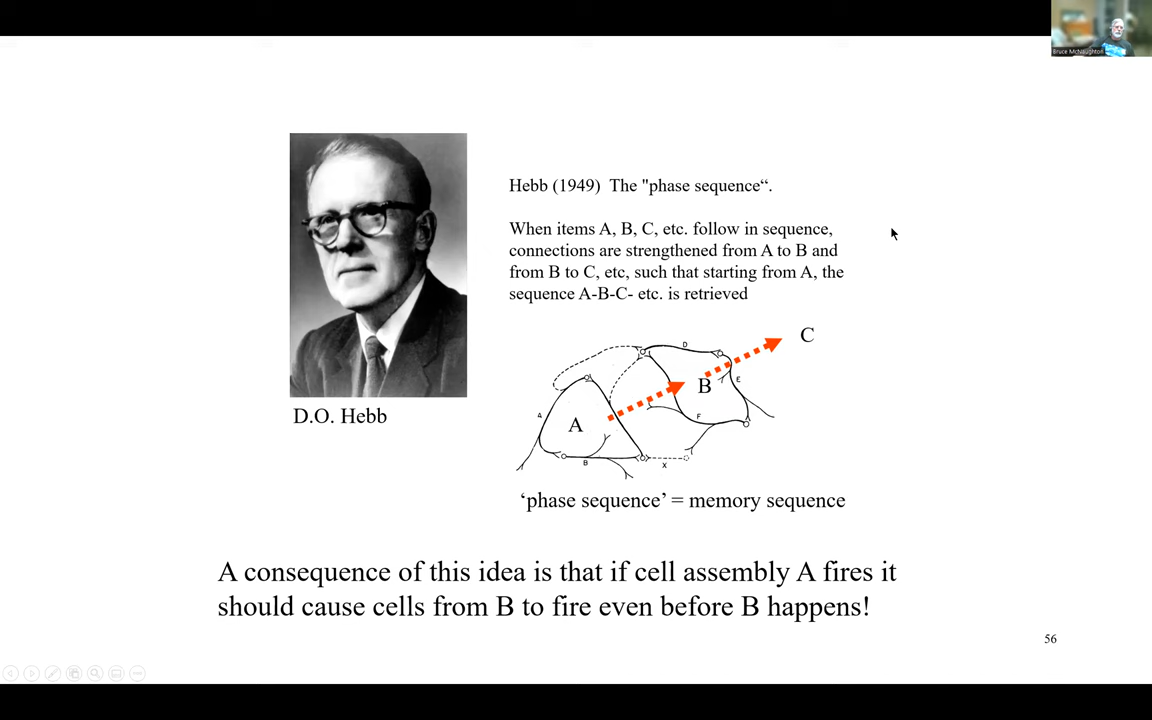 Bruce McNaughton
Hebb (1949)  The "phase sequence“.
When items A, B, C, etc. follow in sequence,
connections are strengthened from A to B and
from B to C, etc, such that starting from A, the
sequence A-B-C- etc. is retrieved
C
D
B
E
A
F
A
B
X
D.O. Hebb
‘phase sequence’ = memory sequence
A consequence of this idea is that if cell assembly A fires it
should cause cells from B to fire even before B happens!
56